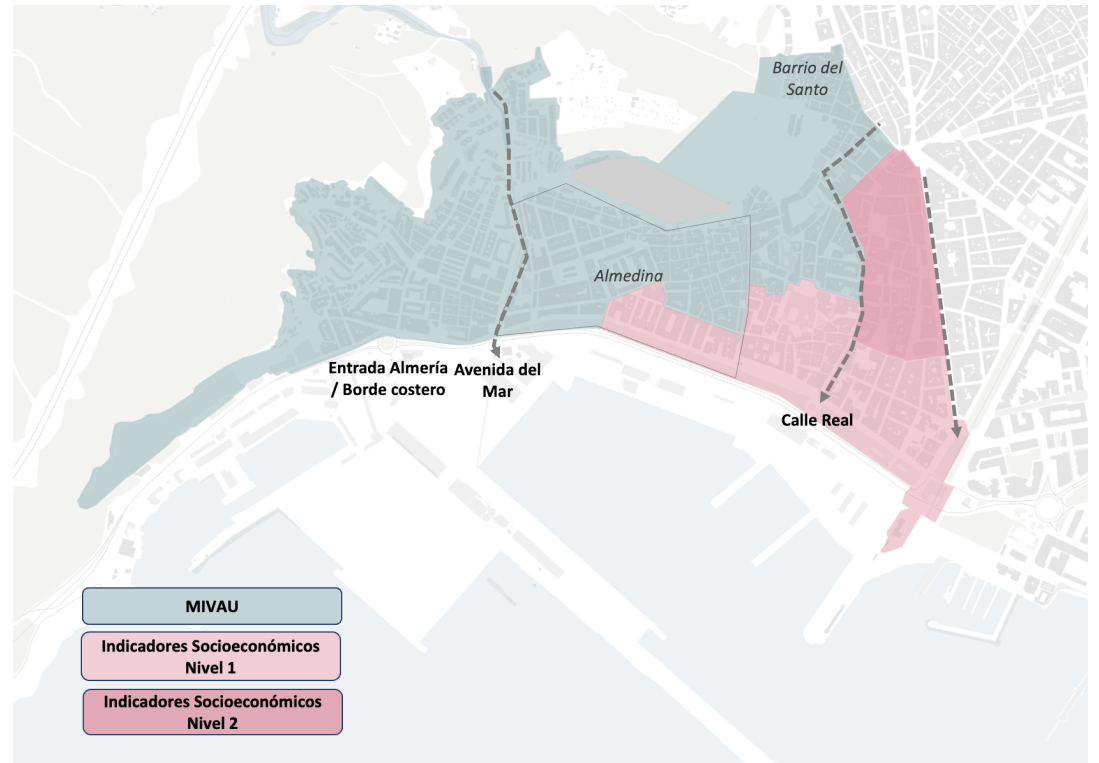 Barrio del
Santo
Almedina
Entrada Almería
/ Borde costero
Avenida del
Mar
Calle Real
MIVAU
Indicadores Socioeconómicos
Nivel 1
Indicadores Socioeconómicos
Nivel 2